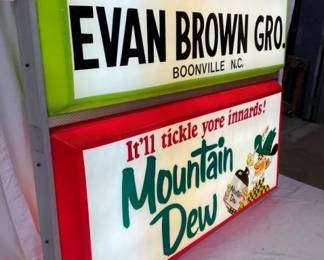 EVAN BROWN GRO.
BOONVILLE N.C.
It'll tickle yore innards!
Mountain
Dew